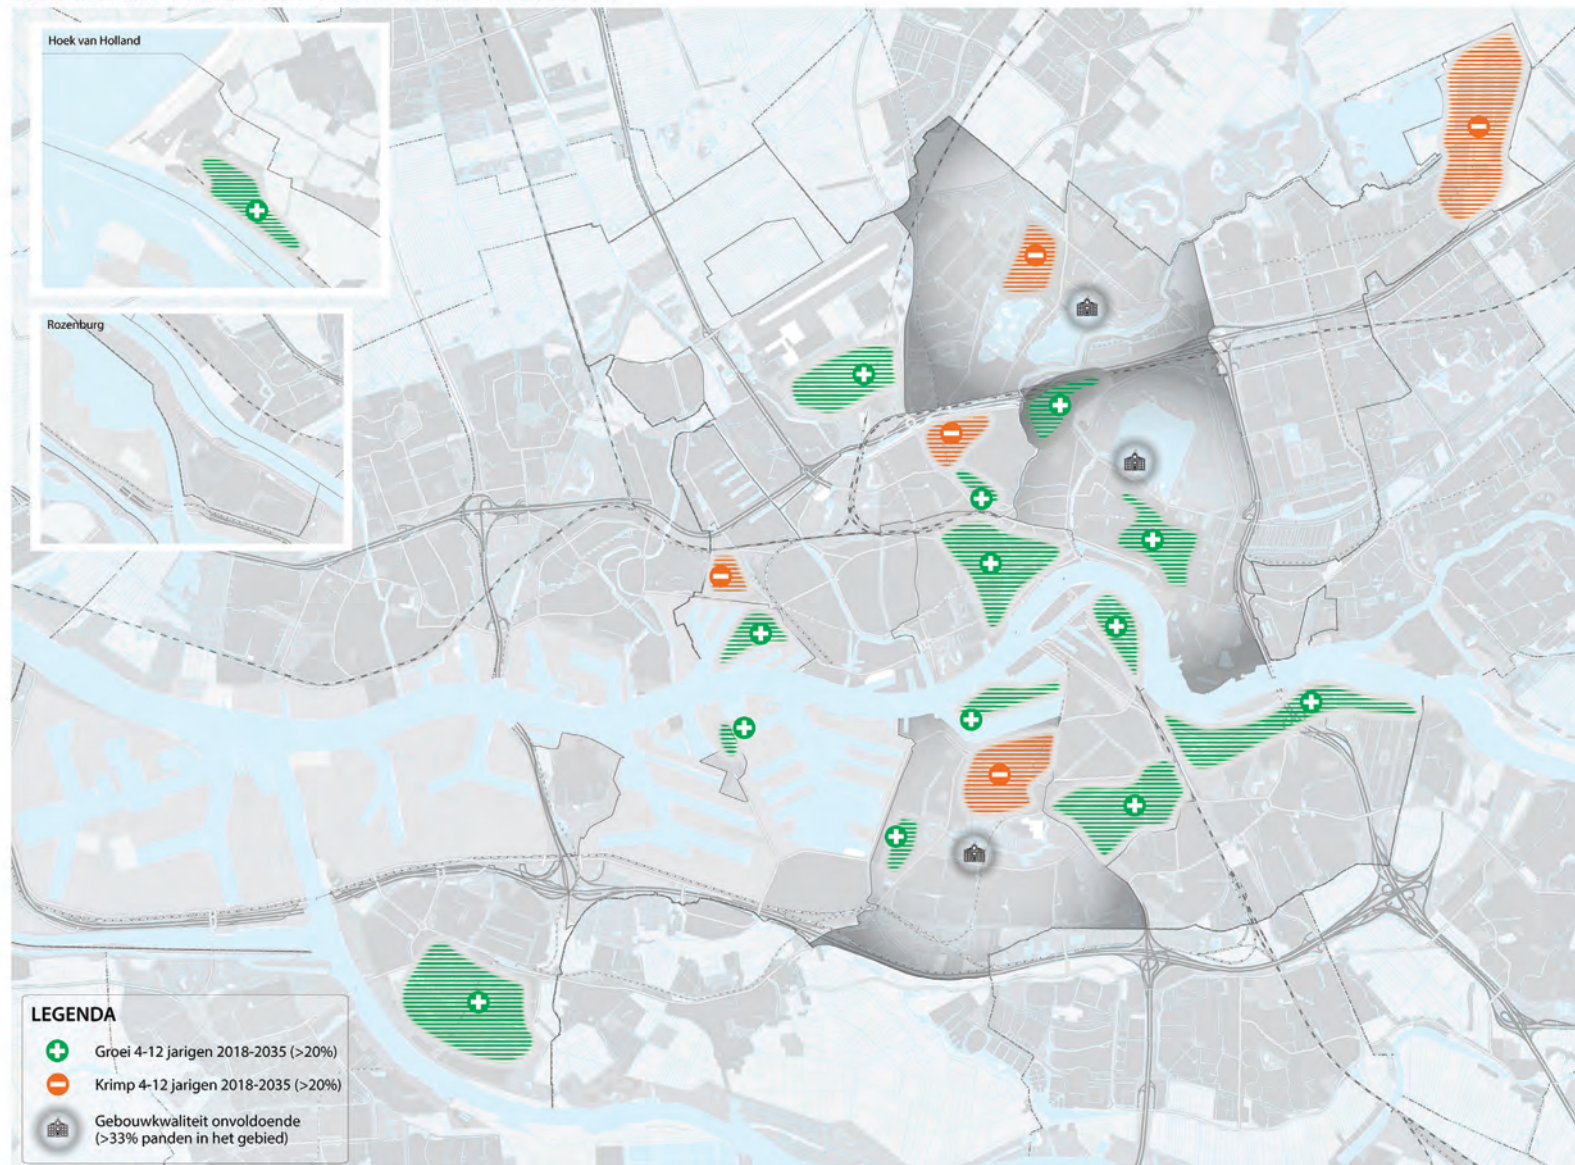 Hoek van Holland
Rozenburg
LEGENDA
Groei 4-12 jarigen 2018-2035 (>20%)
Krimp 4-12 jarigen 2018-2035 (>20%)
Gebouwkwaliteit onvoldoende
(>33% panden in het gebied)